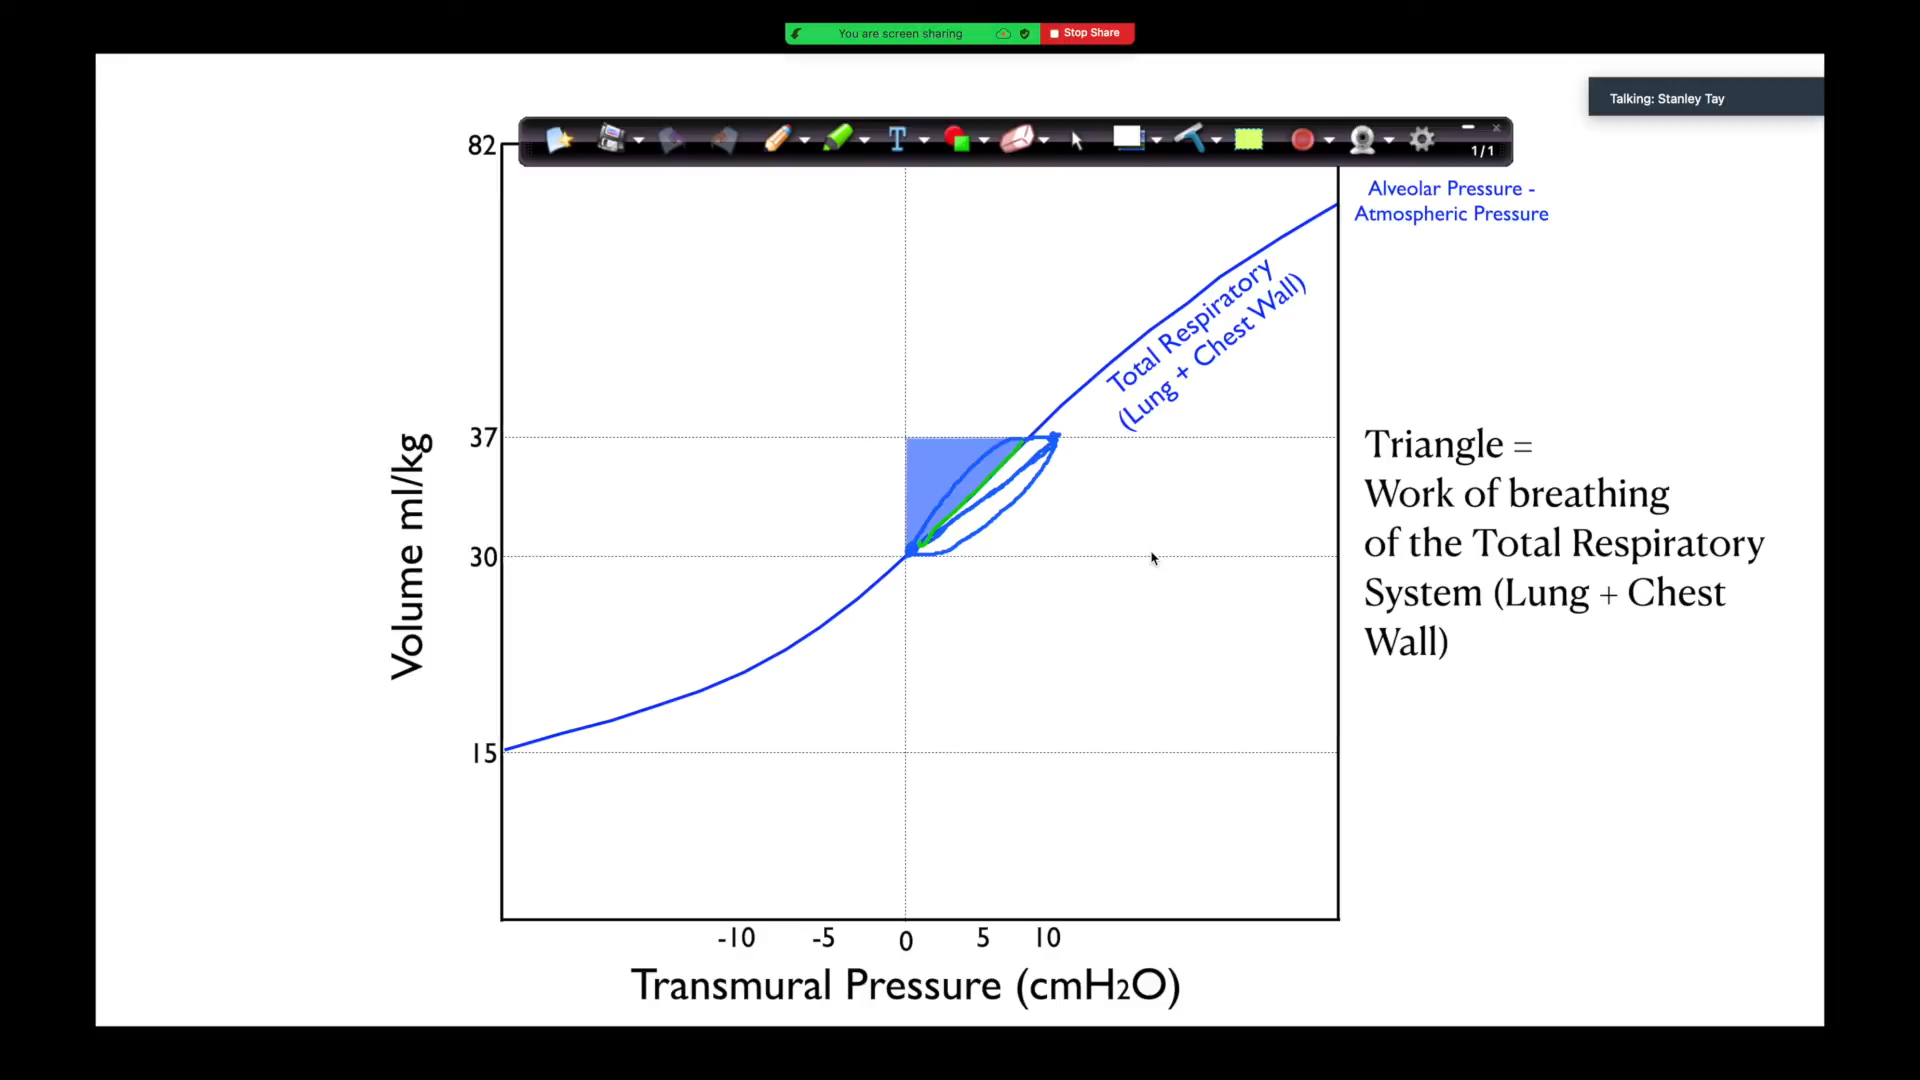 You are screen sharing
Stop Share
Talking: Stanley Tay
1/1
82
Alveolar Pressure -
Atmospheric Pressure
Total Respiratory
(Lung + Chest Wall)
37
30
15
Volume ml/kg
Triangle =
Work of breathing
of the Total Respiratory
System (Lung + Chest
Wall)
-10 -5 0 5 10
Transmural Pressure (cmH2O)